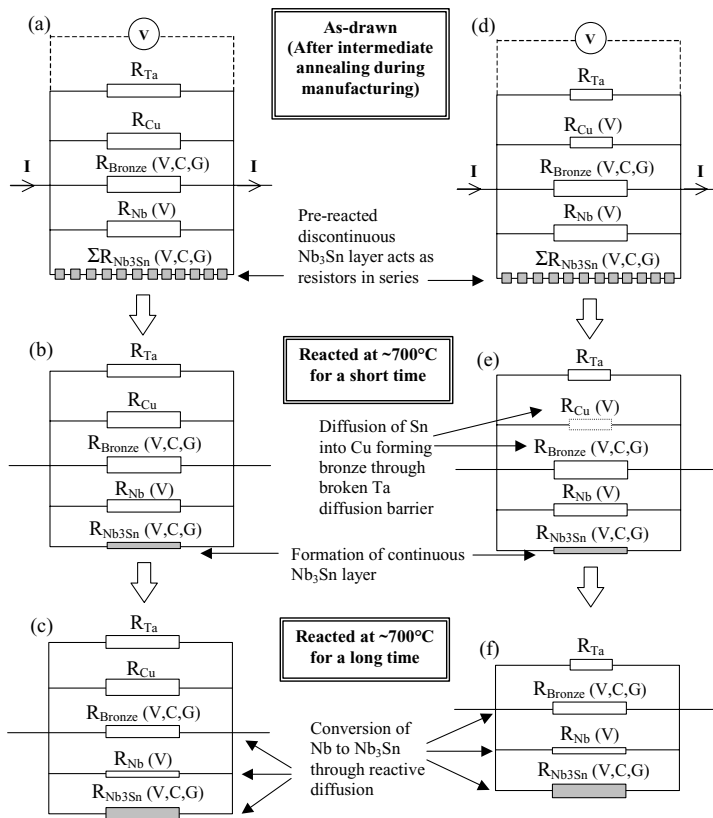 (a)
V
R_Ta
R_Cu
R_Bronze (V,C,G)
I
I
R_Nb (V)
ΣR_Nb3Sn (V,C,G)
As-drawn
(After intermediate
annealing during
manufacturing)
Pre-reacted
discontinuous
Nb₃Sn layer acts as
resistors in series
(d)
V
R_Ta
R_Cu (V)
R_Bronze (V,C,G)
I
I
R_Nb (V)
ΣR_Nb3Sn (V,C,G)
(b)
R_Ta
R_Cu
R_Bronze (V,C,G)
R_Nb (V)
R_Nb3Sn (V,C,G)
Reacted at ~700°C
for a short time
Diffusion of Sn
into Cu forming
bronze through
broken Ta
diffusion barrier
Formation of continuous
Nb₃Sn layer
(e)
R_Ta
R_Cu (V)
R_Bronze (V,C,G)
R_Nb (V)
R_Nb3Sn (V,C,G)
(c)
R_Ta
R_Cu
R_Bronze (V,C,G)
R_Nb (V)
R_Nb3Sn (V,C,G)
Reacted at ~700°C
for a long time
Conversion of
Nb to Nb₃Sn
through reactive
diffusion
(f)
R_Ta
R_Bronze (V,C,G)
R_Nb (V)
R_Nb3Sn (V,C,G)